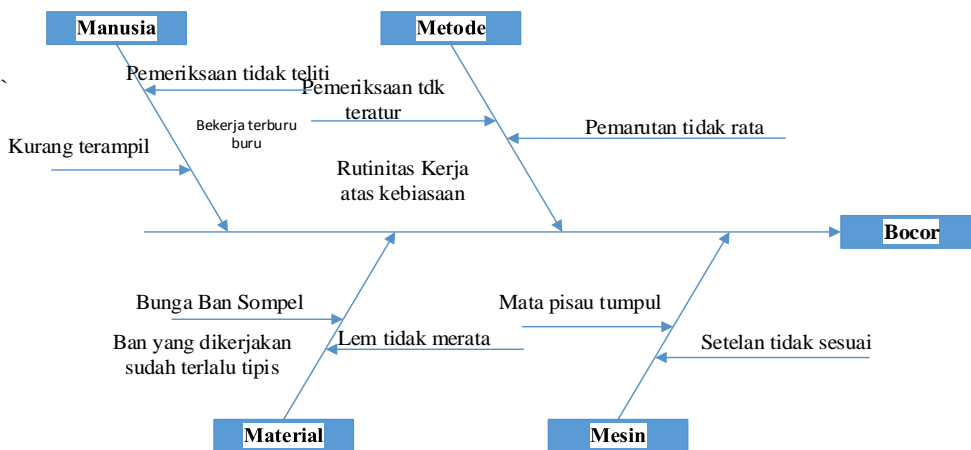 Manusia
Metode
`
Pemeriksaan tidak teliti
Pemeriksaan tdk
teratur
Bekerja terburu
buru
Kurang terampil
Pemarutan tidak rata
Rutinitas Kerja
atas kebiasaan
Bocor
Bunga Ban Sompel
Mata pisau tumpul
Ban yang dikerjakan
sudah terlalu tipis
Lem tidak merata
Setelan tidak sesuai
Material
Mesin